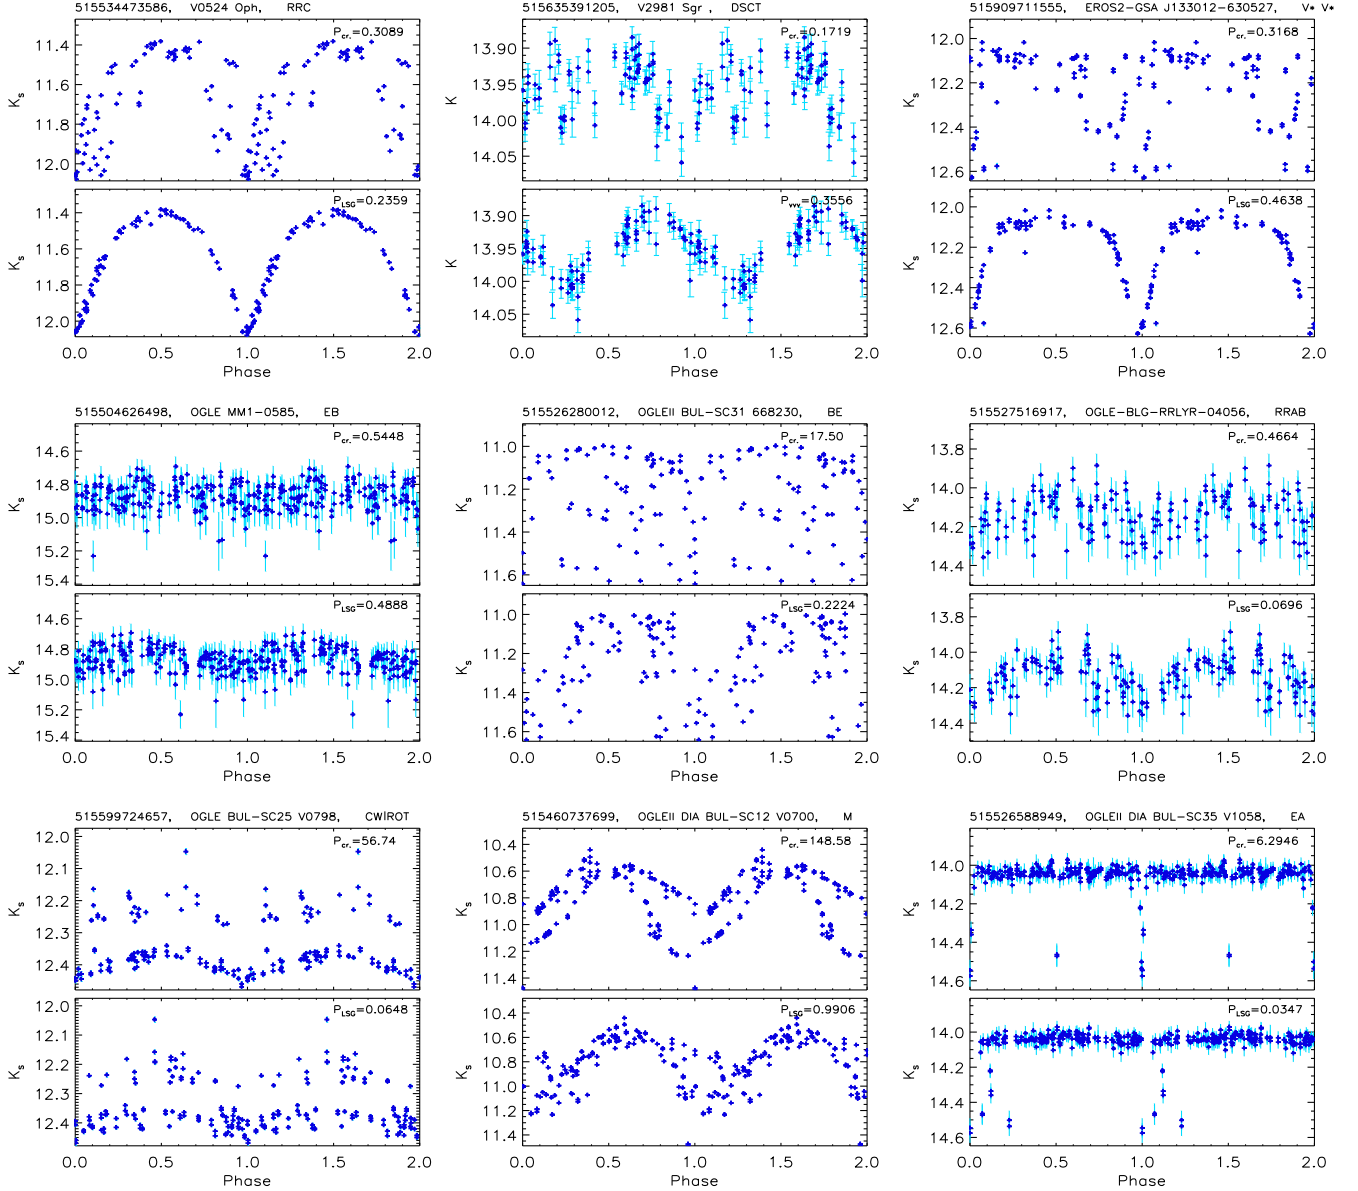 515534473586, V0524 Oph, RRC
P_cr.=0.3089
11.4
11.6
11.8
12.0
K_s
P_LSG=0.2359
11.4
11.6
11.8
12.0
K_s
0.0 0.5 1.0 1.5 2.0
Phase
515635391205, V2981 Sgr, DSCT
P_cr.=0.1719
13.90
13.95
14.00
14.05
K
P_VVV=0.3556
13.90
13.95
14.00
14.05
K
0.0 0.5 1.0 1.5 2.0
Phase
515909711555, EROS2-GSA J133012-630527, V* V*
P_cr.=0.3168
12.0
12.2
12.4
12.6
K_s
P_LSG=0.4638
12.0
12.2
12.4
12.6
K_s
0.0 0.5 1.0 1.5 2.0
Phase
515504626498, OGLE MM1-0585, EB
P_cr.=0.5448
14.6
14.8
15.0
15.2
15.4
K_s
P_LSG=0.4888
14.6
14.8
15.0
15.2
15.4
K_s
0.0 0.5 1.0 1.5 2.0
Phase
515526280012, OGLEII BUL-SC31 668230, BE
P_cr.=17.50
11.0
11.2
11.4
11.6
K_s
P_LSG=0.2224
11.0
11.2
11.4
11.6
K_s
0.0 0.5 1.0 1.5 2.0
Phase
515527516917, OGLE-BLG-RRLYR-04056, RRAB
P_cr.=0.4664
13.8
14.0
14.2
14.4
K_s
P_LSG=0.0696
13.8
14.0
14.2
14.4
K_s
0.0 0.5 1.0 1.5 2.0
Phase
515599724657, OGLE BUL-SC25 V0798, CW|ROT
P_cr.=56.74
12.0
12.1
12.2
12.3
12.4
K_s
P_LSG=0.0648
12.0
12.1
12.2
12.3
12.4
K_s
0.0 0.5 1.0 1.5 2.0
Phase
515460737699, OGLEII DIA BUL-SC12 V0700, M
P_cr.=148.58
10.4
10.6
10.8
11.0
11.2
11.4
K_s
P_LSG=0.9906
10.6
10.8
11.0
11.2
11.4
K_s
0.0 0.5 1.0 1.5 2.0
Phase
515526588949, OGLEII DIA BUL-SC35 V1058, EA
P_cr.=6.2946
14.0
14.2
14.4
14.6
K_s
P_LSG=0.0347
14.0
14.2
14.4
14.6
K_s
0.0 0.5 1.0 1.5 2.0
Phase